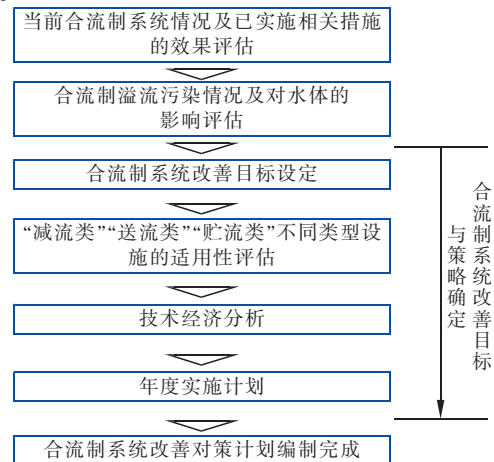 当前合流制系统情况及已实施相关措施
的效果评估
合流制溢流污染情况及对水体的
影响评估
合流制系统改善目标设定
“减流类”“送流类”“贮流类”不同类型设
施的适用性评估
技术经济分析
年度实施计划
合流制系统改善对策计划编制完成
合流制系统改善目标
与策略确定